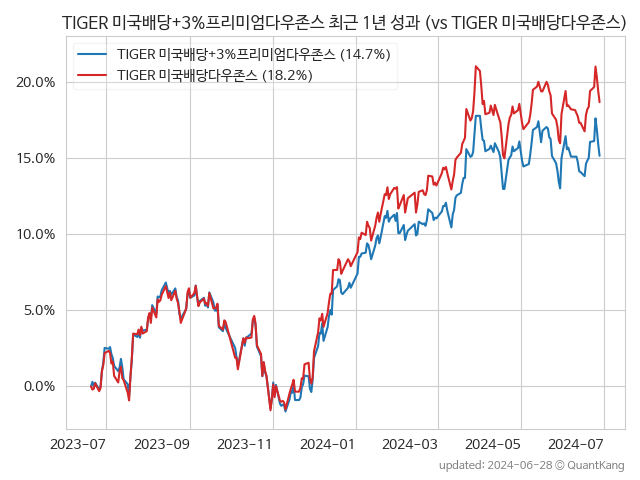 TIGER 미국배당+3%프리미엄다우존스 최근 1년 성과 (vs TIGER 미국배당다우존스)
TIGER 미국배당+3%프리미엄다우존스 (14.7%)
TIGER 미국배당다우존스 (18.2%)
20.0%
15.0%
10.0%
5.0%
0.0%
2023-07 2023-09 2023-11 2024-01 2024-03 2024-05 2024-07
updated: 2024-06-28 © QuantKang